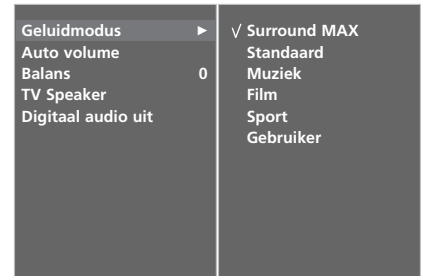 Geluidmodus ►
Auto volume
Balans 0
TV Speaker
Digitaal audio uit
√ Surround MAX
Standaard
Muziek
Film
Sport
Gebruiker